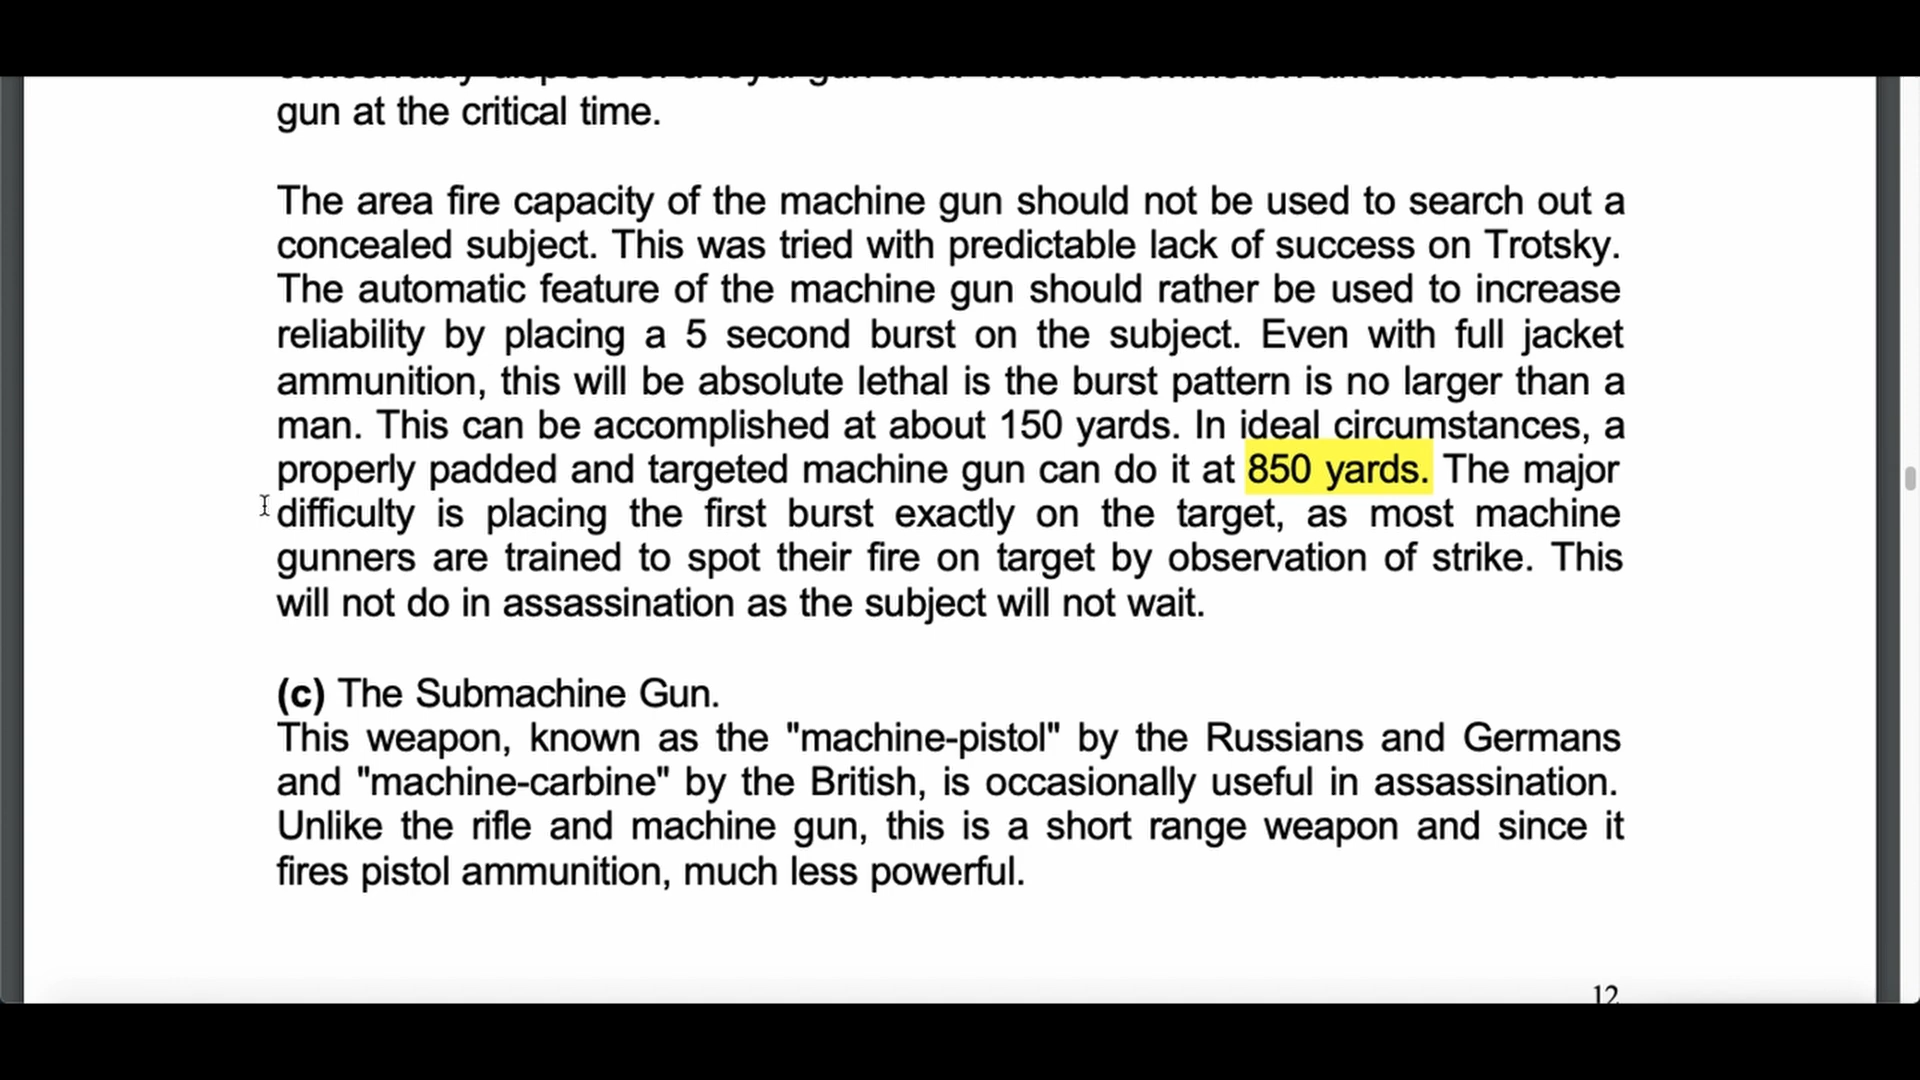 gun at the critical time.
The area fire capacity of the machine gun should not be used to search out a
concealed subject. This was tried with predictable lack of success on Trotsky.
The automatic feature of the machine gun should rather be used to increase
reliability by placing a 5 second burst on the subject. Even with full jacket
ammunition, this will be absolute lethal is the burst pattern is no larger than a
man. This can be accomplished at about 150 yards. In ideal circumstances, a
properly padded and targeted machine gun can do it at 850 yards. The major
difficulty is placing the first burst exactly on the target, as most machine
gunners are trained to spot their fire on target by observation of strike. This
will not do in assassination as the subject will not wait.
(c) The Submachine Gun.
This weapon, known as the "machine-pistol" by the Russians and Germans
and "machine-carbine" by the British, is occasionally useful in assassination.
Unlike the rifle and machine gun, this is a short range weapon and since it
fires pistol ammunition, much less powerful.
12